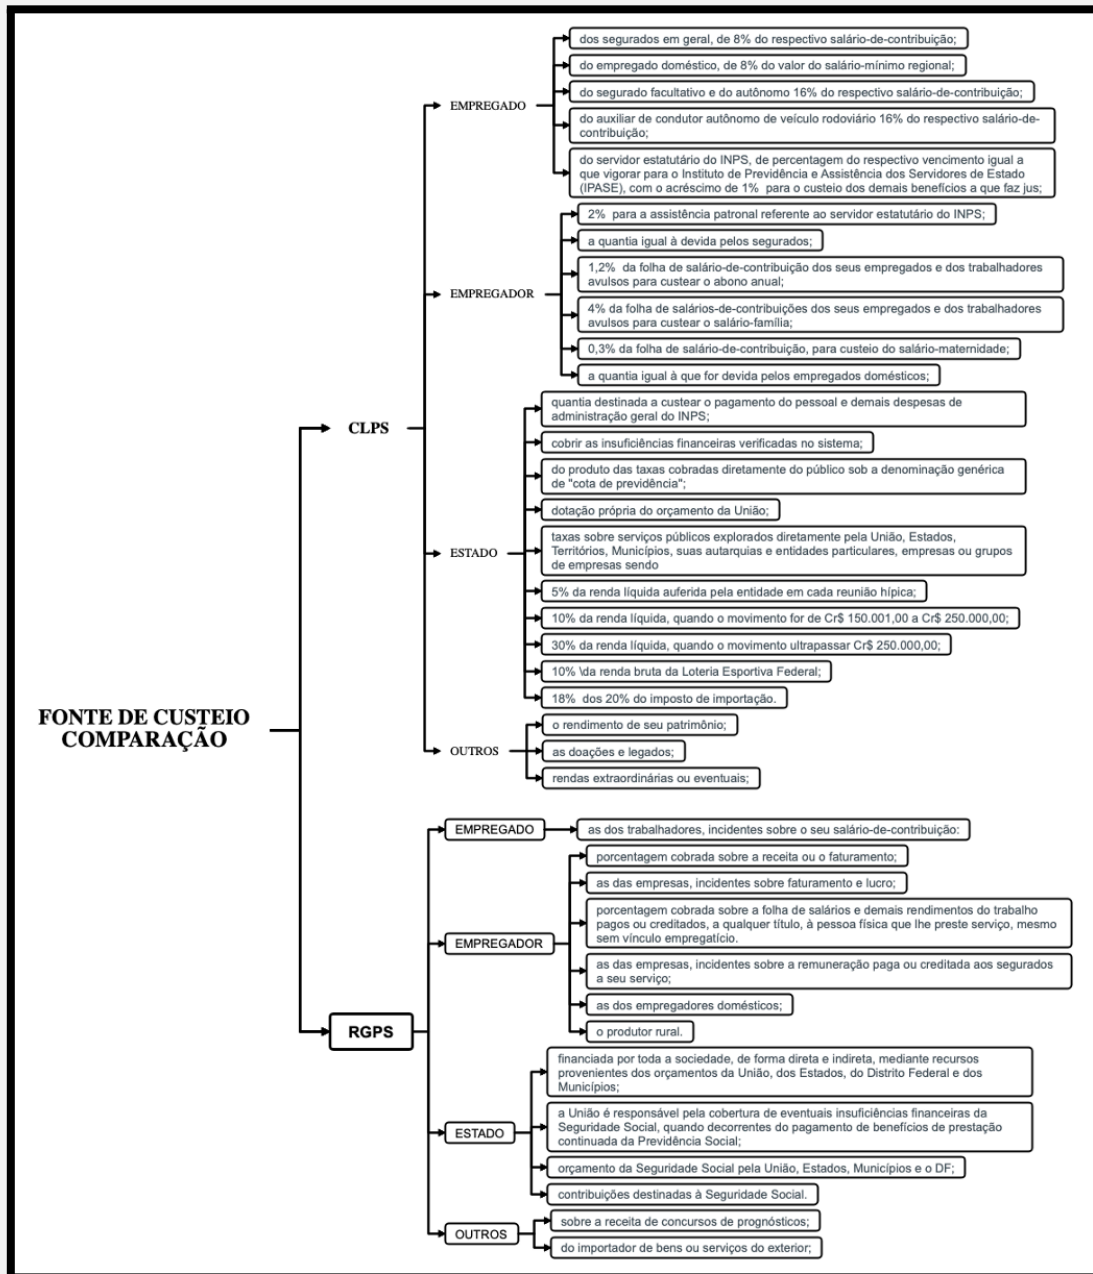 FONTE DE CUSTEIO
COMPARAÇÃO
CLPS
EMPREGADO
dos segurados em geral, de 8% do respectivo salário-de-contribuição;
do empregado doméstico, de 8% do valor do salário-mínimo regional;
do segurado facultativo e do autônomo 16% do respectivo salário-de-contribuição;
do auxiliar de condutor autônomo de veículo rodoviário 16% do respectivo salário-de-
contribuição;
do servidor estatutário do INPS, de percentagem do respectivo vencimento igual a
que vigorar para o Instituto de Previdência e Assistência dos Servidores de Estado
(IPASE), com o acréscimo de 1% para o custeio dos demais benefícios a que faz jus;
EMPREGADOR
2% para a assistência patronal referente ao servidor estatutário do INPS;
a quantia igual à devida pelos segurados;
1,2% da folha de salário-de-contribuição dos seus empregados e dos trabalhadores
avulsos para custear o abono anual;
4% da folha de salários-de-contribuições dos seus empregados e dos trabalhadores
avulsos para custear o salário-família;
0,3% da folha de salário-de-contribuição, para custeio do salário-maternidade;
a quantia igual à que for devida pelos empregados domésticos;
ESTADO
quantia destinada a custear o pagamento do pessoal e demais despesas de
administração geral do INPS;
cobrir as insuficiências financeiras verificadas no sistema;
do produto das taxas cobradas diretamente do público sob a denominação genérica
de "cota de previdência";
dotação própria do orçamento da União;
taxas sobre serviços públicos explorados diretamente pela União, Estados,
Territórios, Municípios, suas autarquias e entidades particulares, empresas ou grupos
de empresas sendo
5% da renda líquida auferida pela entidade em cada reunião hípica;
10% da renda líquida, quando o movimento for de Cr$ 150.001,00 a Cr$ 250.000,00;
30% da renda líquida, quando o movimento ultrapassar Cr$ 250.000,00;
10% \da renda bruta da Loteria Esportiva Federal;
18% dos 20% do imposto de importação.
OUTROS
o rendimento de seu patrimônio;
as doações e legados;
rendas extraordinárias ou eventuais;
RGPS
EMPREGADO
as dos trabalhadores, incidentes sobre o seu salário-de-contribuição:
EMPREGADOR
porcentagem cobrada sobre a receita ou o faturamento;
as das empresas, incidentes sobre faturamento e lucro;
porcentagem cobrada sobre a folha de salários e demais rendimentos do trabalho
pagos ou creditados, a qualquer título, à pessoa física que lhe preste serviço, mesmo
sem vínculo empregatício.
as das empresas, incidentes sobre a remuneração paga ou creditada aos segurados
a seu serviço;
as dos empregadores domésticos;
o produtor rural.
ESTADO
financiada por toda a sociedade, de forma direta e indireta, mediante recursos
provenientes dos orçamentos da União, dos Estados, do Distrito Federal e dos
Municípios;
a União é responsável pela cobertura de eventuais insuficiências financeiras da
Seguridade Social, quando decorrentes do pagamento de benefícios de prestação
continuada da Previdência Social;
orçamento da Seguridade Social pela União, Estados, Municípios e o DF;
contribuições destinadas à Seguridade Social.
OUTROS
sobre a receita de concursos de prognósticos;
do importador de bens ou serviços do exterior;